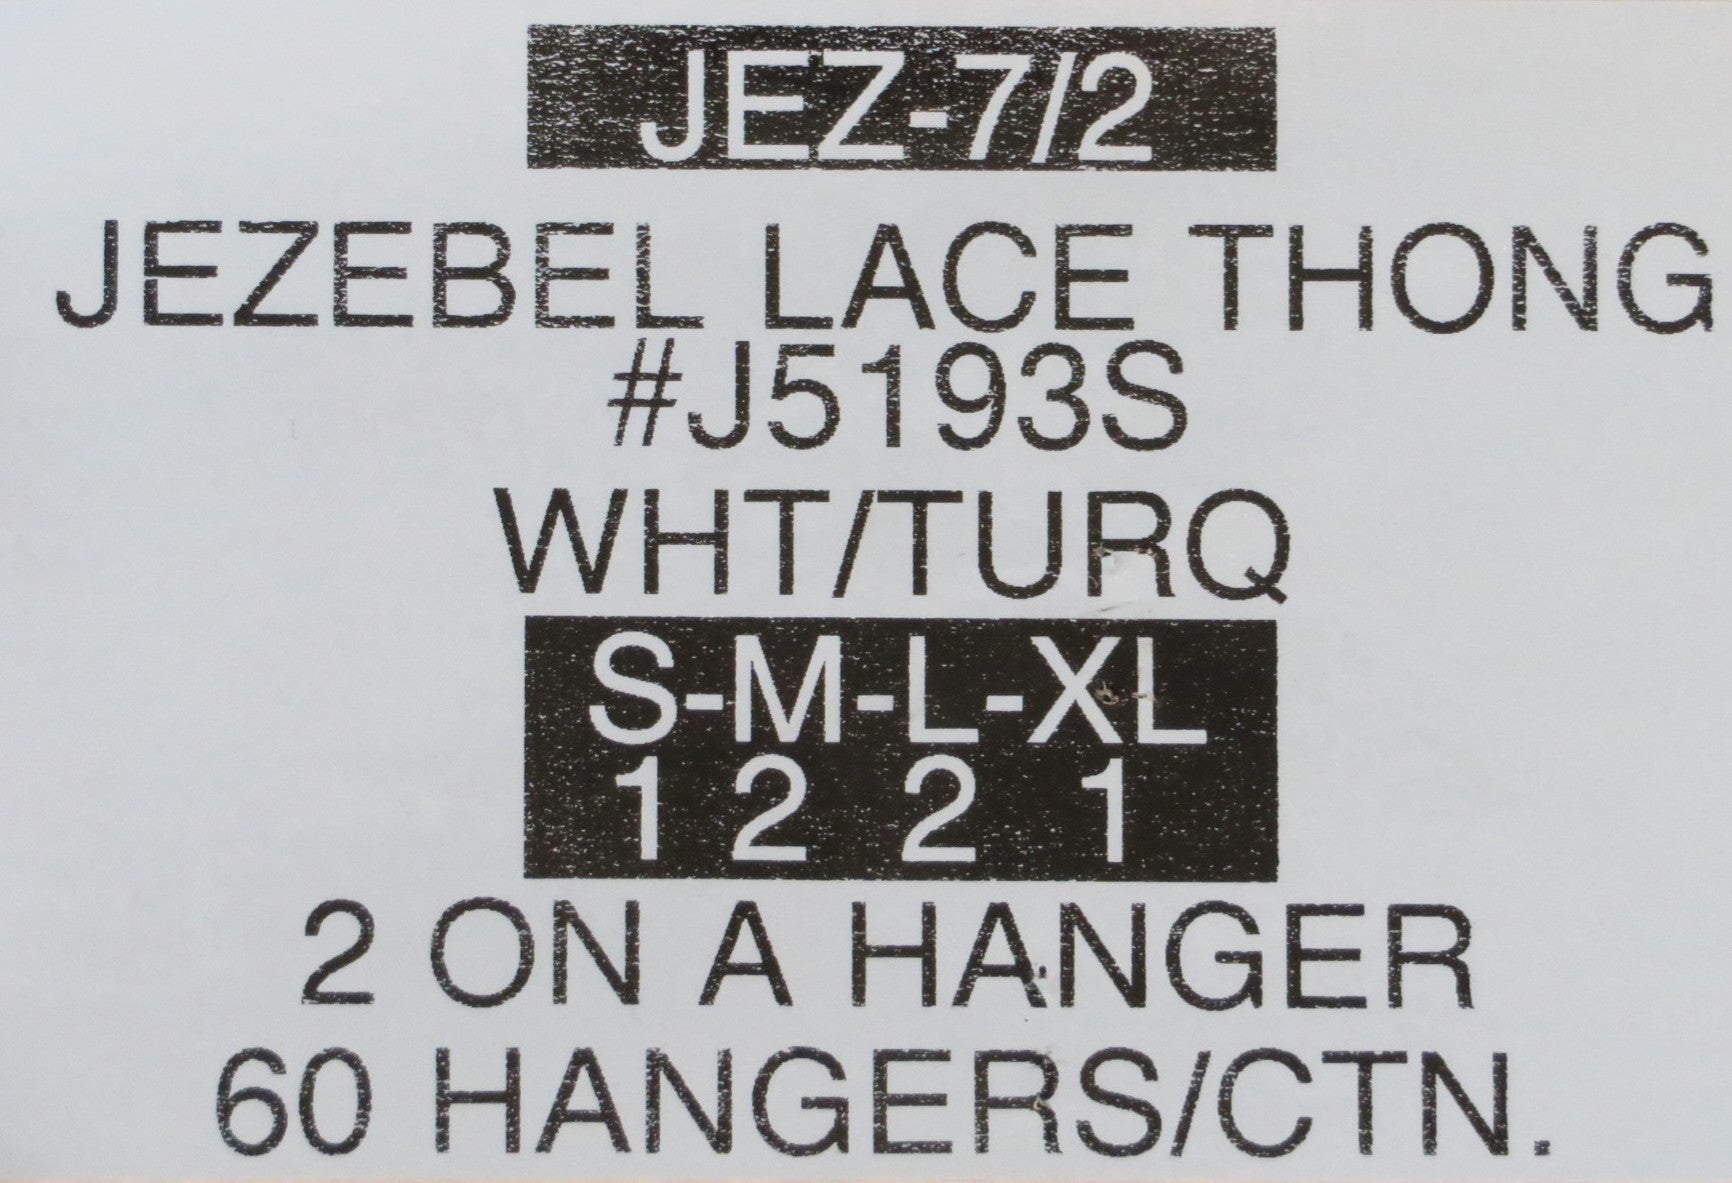 JEZ-7/2
JEZEBEL LACE THONG
#J5193S
WHT/TURQ
S-M-L-XL
1 2 2 1
2 ON A HANGER
60 HANGERS/CTN.